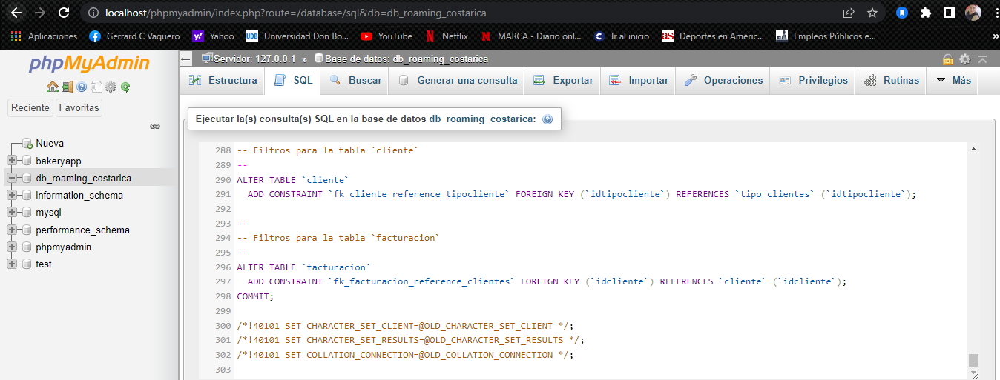 localhost/phpmyadmin/index.php?route=/database/sql&db=db_roaming_costarica
Aplicaciones
Gerrard C Vaquero
Yahoo
UDB Universidad Don Bo...
YouTube
Netflix
MARCA - Diario onl...
Ir al inicio
as Deportes en Améric...
Empleos Públicos e...
»
phpMyAdmin
Reciente
Favoritas
Nueva
bakeryapp
db_roaming_costarica
information_schema
mysql
performance_schema
phpmyadmin
test
Servidor: 127.0.0.1 » Base de datos: db_roaming_costarica
Estructura
SQL
Buscar
Generar una consulta
Exportar
Importar
Operaciones
Privilegios
Rutinas
Más
Ejecutar la(s) consulta(s) SQL en la base de datos db_roaming_costarica:
288 -- Filtros para la tabla `cliente`
289 --
290 ALTER TABLE `cliente`
291 ADD CONSTRAINT `fk_cliente_reference_tipocliente` FOREIGN KEY (`idtipocliente`) REFERENCES `tipo_clientes` (`idtipocliente`);
292
293 --
294 -- Filtros para la tabla `facturacion`
295 --
296 ALTER TABLE `facturacion`
297 ADD CONSTRAINT `fk_facturacion_reference_clientes` FOREIGN KEY (`idcliente`) REFERENCES `cliente` (`idcliente`);
298 COMMIT;
299
300 /*!40101 SET CHARACTER_SET_CLIENT=@OLD_CHARACTER_SET_CLIENT */;
301 /*!40101 SET CHARACTER_SET_RESULTS=@OLD_CHARACTER_SET_RESULTS */;
302 /*!40101 SET COLLATION_CONNECTION=@OLD_COLLATION_CONNECTION */;
303